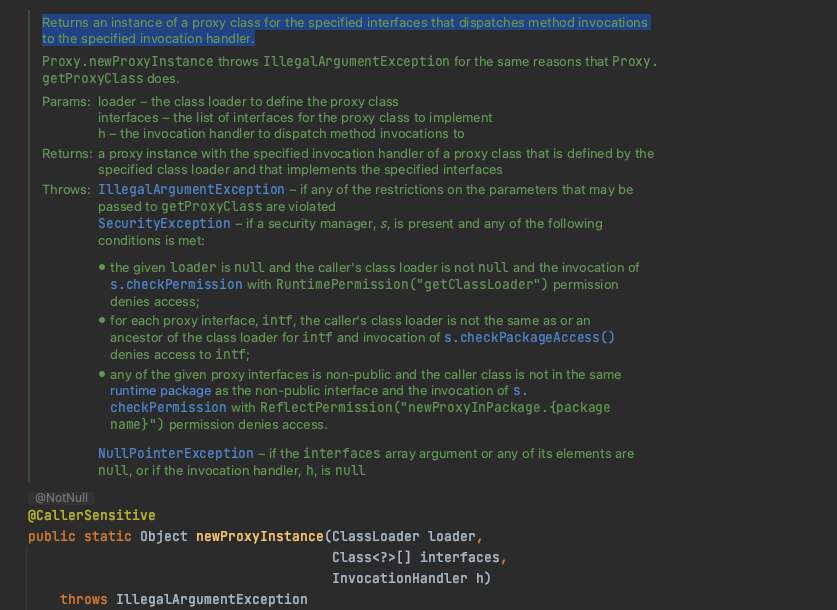 Returns an instance of a proxy class for the specified interfaces that dispatches method invocations
to the specified invocation handler.
Proxy.newProxyInstance throws IllegalArgumentException for the same reasons that Proxy.
getProxyClass does.
Params: loader – the class loader to define the proxy class
interfaces – the list of interfaces for the proxy class to implement
h – the invocation handler to dispatch method invocations to
Returns: a proxy instance with the specified invocation handler of a proxy class that is defined by the
specified class loader and that implements the specified interfaces
Throws: IllegalArgumentException – if any of the restrictions on the parameters that may be
passed to getProxyClass are violated
SecurityException – if a security manager, s, is present and any of the following
conditions is met:
• the given loader is null and the caller's class loader is not null and the invocation of
s.checkPermission with RuntimePermission("getClassLoader") permission
denies access;
• for each proxy interface, intf, the caller's class loader is not the same as or an
ancestor of the class loader for intf and invocation of s.checkPackageAccess()
denies access to intf;
• any of the given proxy interfaces is non-public and the caller class is not in the same
runtime package as the non-public interface and the invocation of s.
checkPermission with ReflectPermission("newProxyInPackage.{package
name}") permission denies access.
NullPointerException – if the interfaces array argument or any of its elements are
null, or if the invocation handler, h, is null
@NotNull
@CallerSensitive
public static Object newProxyInstance(ClassLoader loader,
Class<?>[] interfaces,
InvocationHandler h)
throws IllegalArgumentException